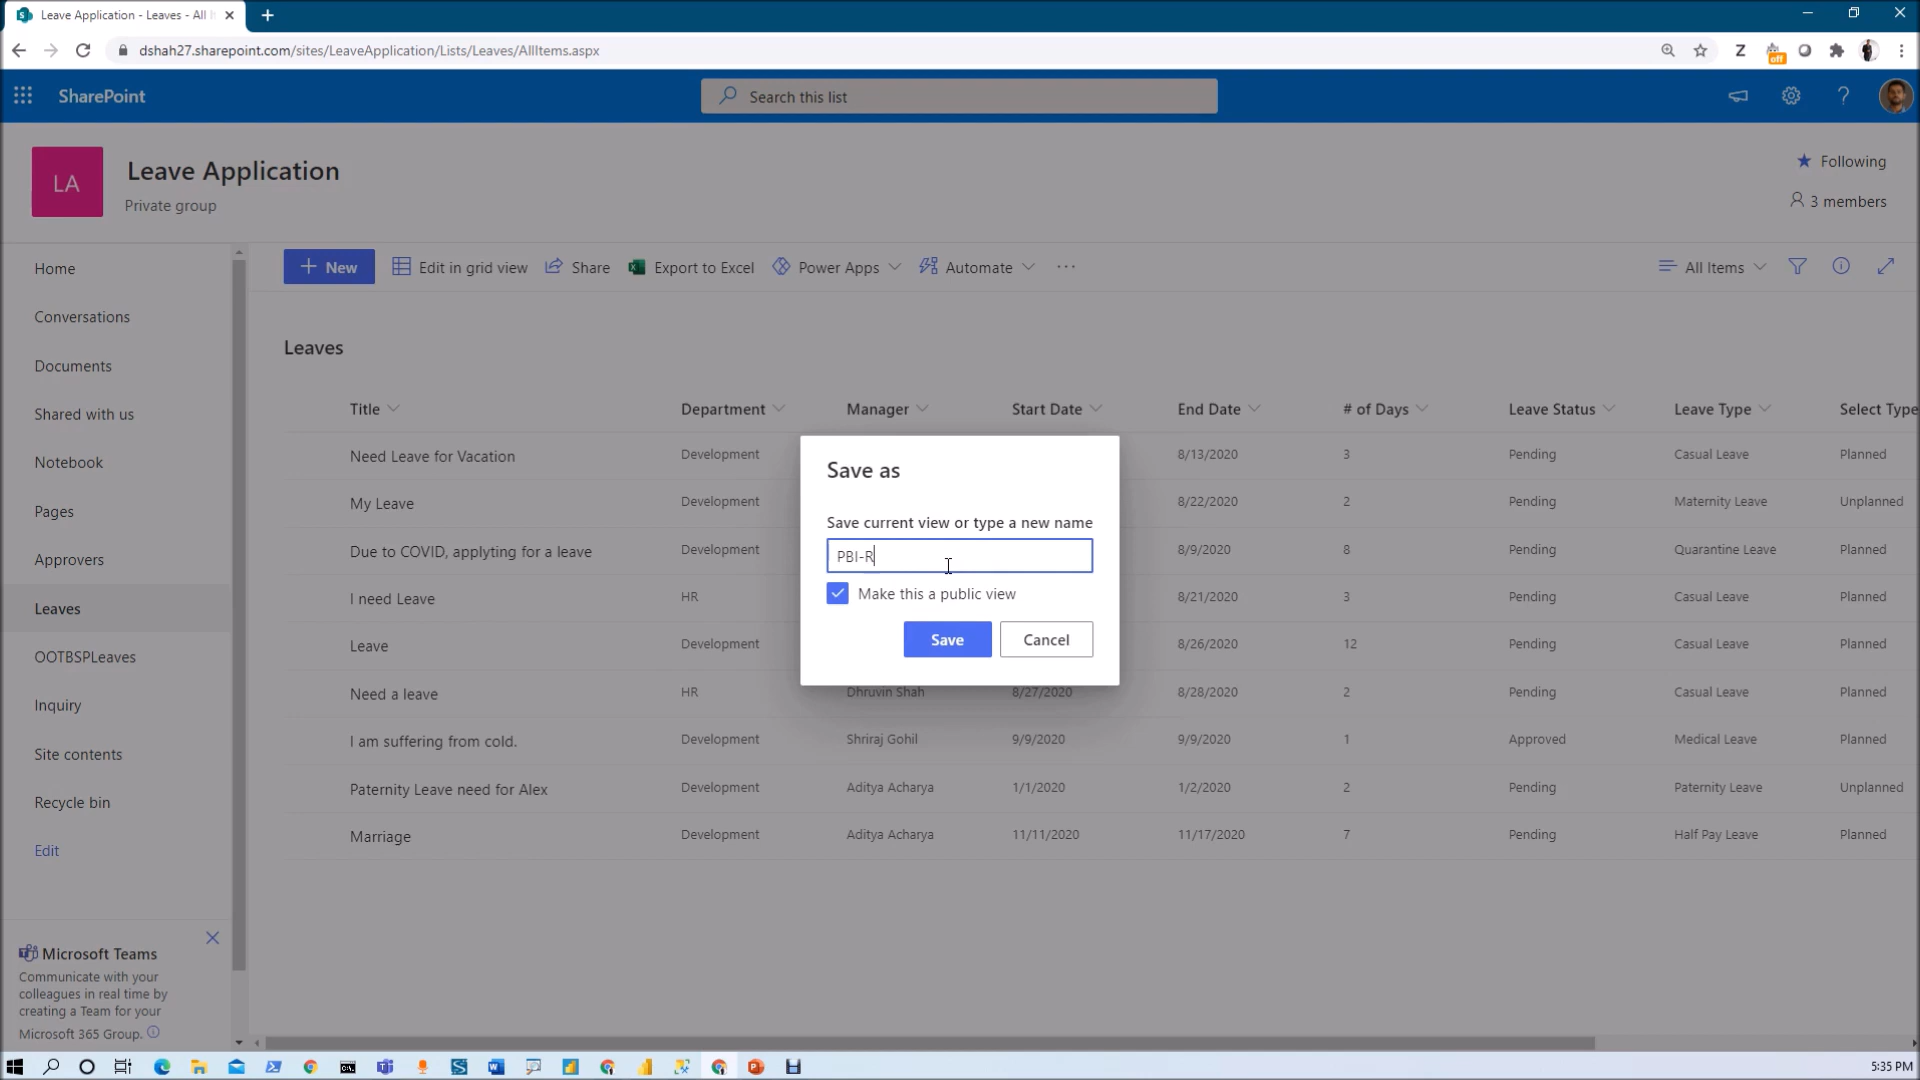 Leave Application - Leaves - All It
dshah27.sharepoint.com/sites/LeaveApplication/Lists/Leaves/AllItems.aspx
Z
off
SharePoint
Search this list
?
LA
Leave Application
Private group
Following
3 members
Home
Conversations
Documents
Shared with us
Notebook
Pages
Approvers
Leaves
OOTBSPLeaves
Inquiry
Site contents
Recycle bin
Edit
Microsoft Teams
Communicate with your
colleagues in real time by
creating a Team for your
Microsoft 365 Group.
+ New
Edit in grid view
Share
Export to Excel
Power Apps
Automate
...
All Items
Leaves
Title Department Manager Start Date End Date # of Days Leave Status Leave Type Select Type
Need Leave for Vacation Development 8/13/2020 3 Pending Casual Leave Planned
My Leave Development 8/22/2020 2 Pending Maternity Leave Unplanned
Due to COVID, applyting for a leave Development 8/9/2020 8 Pending Quarantine Leave Planned
I need Leave HR 8/21/2020 3 Pending Casual Leave Planned
Leave Development 8/26/2020 12 Pending Casual Leave Planned
Need a leave HR Dhruvin Shah 8/27/2020 8/28/2020 2 Pending Casual Leave Planned
I am suffering from cold. Development Shriraj Gohil 9/9/2020 9/9/2020 1 Approved Medical Leave Planned
Paternity Leave need for Alex Development Aditya Acharya 1/1/2020 1/2/2020 2 Pending Paternity Leave Unplanned
Marriage Development Aditya Acharya 11/11/2020 11/17/2020 7 Pending Half Pay Leave Planned
Save as
Save current view or type a new name
PBI-R
Make this a public view
Save
Cancel
5:35 PM